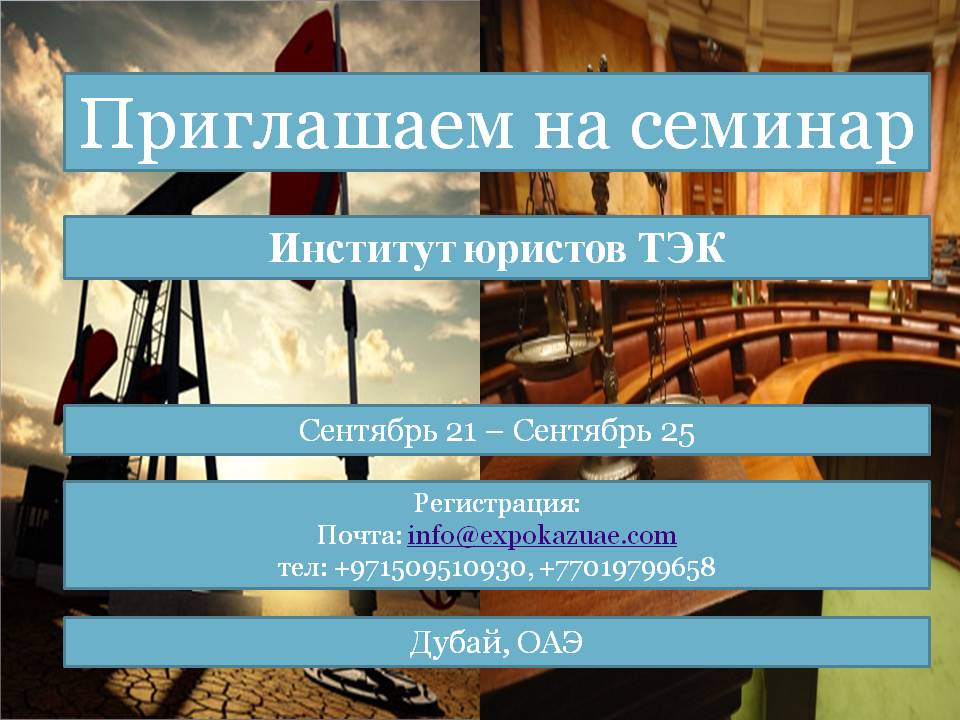 Приглашаем на семинар
Институт юристов ТЭК
Сентябрь 21 – Сентябрь 25
Регистрация:
Почта: info@expokazuae.com
тел: +971509510930, +77019799658
Дубай, ОАЭ